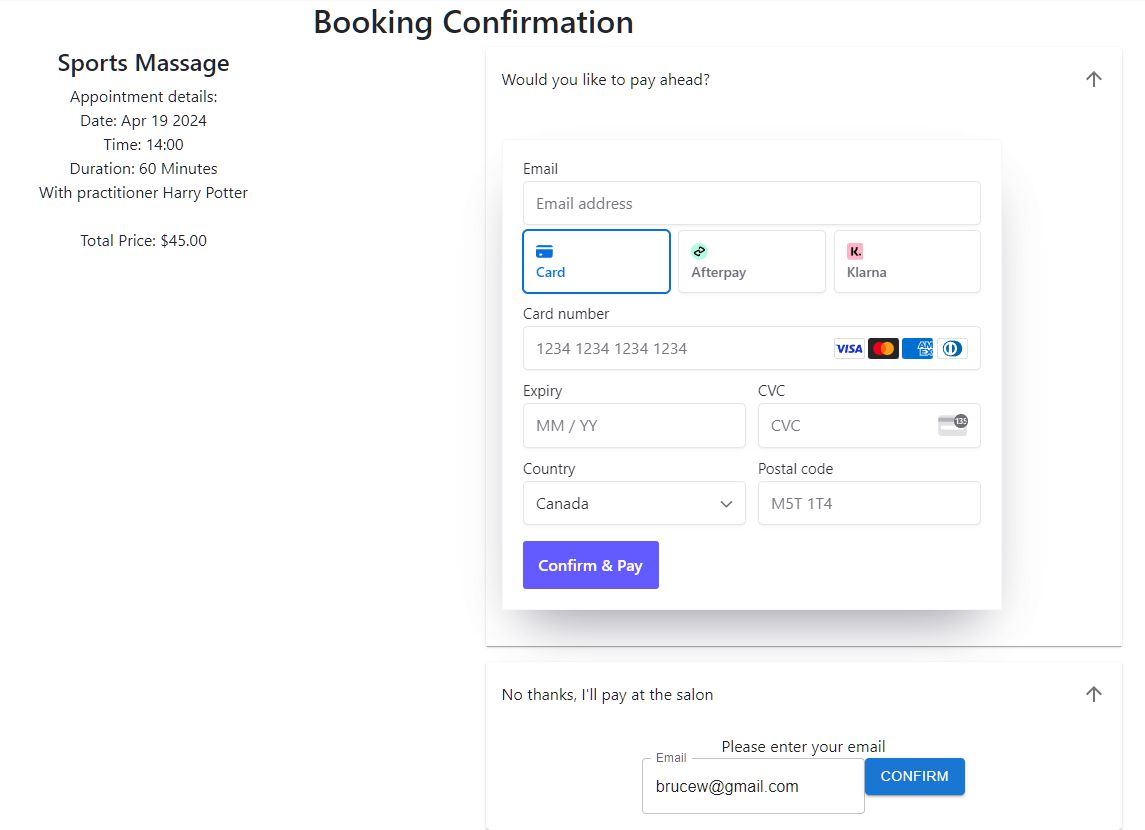 Booking Confirmation
Sports Massage
Appointment details:
Date: Apr 19 2024
Time: 14:00
Duration: 60 Minutes
With practitioner Harry Potter
Total Price: $45.00
Would you like to pay ahead?
Email
Email address
Card
Afterpay
K.
Klarna
Card number
1234 1234 1234 1234
VISA
AM
EX
Expiry
CVC
MM / YY
CVC
135
Country
Postal code
Canada
M5T 1T4
Confirm & Pay
No thanks, I'll pay at the salon
Please enter your email
Email
brucew@gmail.com
CONFIRM